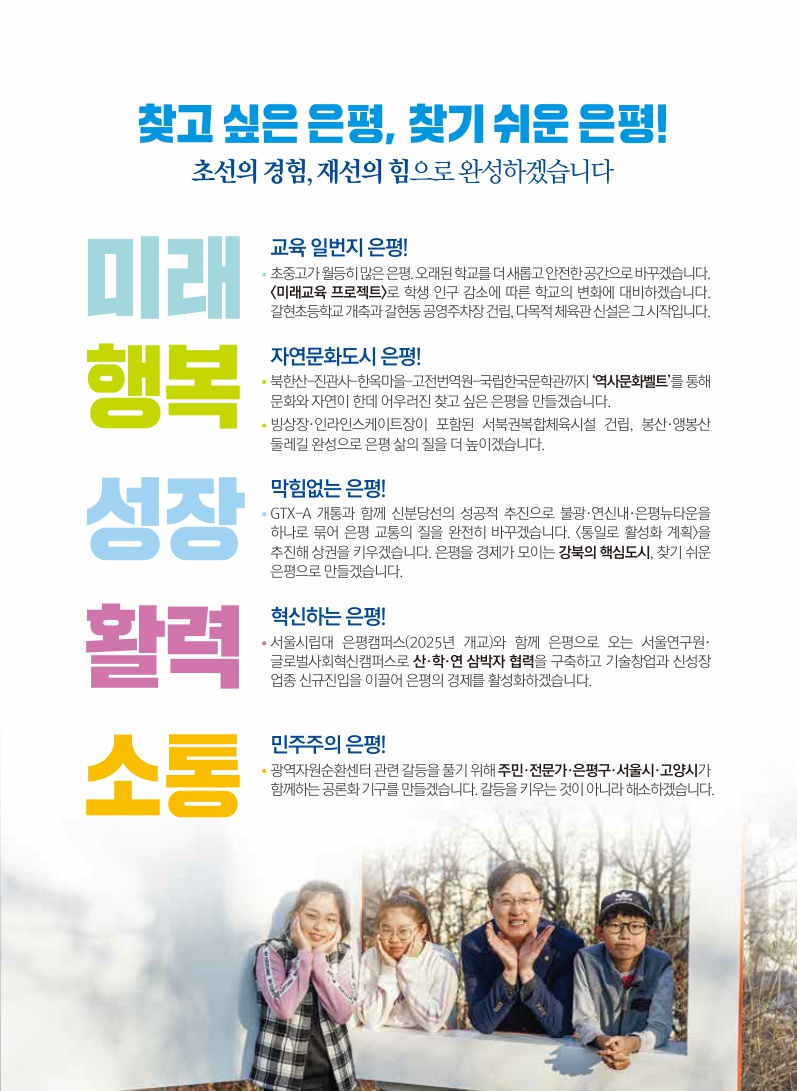 찾고 싶은 은평, 찾기 쉬운 은평!
초선의 경험, 재선의 힘으로 완성하겠습니다
미래
교육 일번지 은평!
• 초중고가 월등히 많은 은평. 오래된 학교를 더 새롭고 안전한 공간으로 바꾸겠습니다.
〈미래교육 프로젝트〉로 학생 인구 감소에 따른 학교의 변화에 대비하겠습니다.
갈현초등학교 개축과 갈현동 공영주차장 건립, 다목적 체육관 신설은 그 시작입니다.
행복
자연문화도시 은평!
• 북한산-진관사-한옥마을-고전번역원-국립한국문학관까지 '역사문화벨트'를 통해
문화와 자연이 한데 어우러진 찾고 싶은 은평을 만들겠습니다.
• 빙상장·인라인스케이트장이 포함된 서북권복합체육시설 건립, 봉산·앵봉산
둘레길 완성으로 은평 삶의 질을 더 높이겠습니다.
성장
막힘없는 은평!
• GTX-A 개통과 함께 신분당선의 성공적 추진으로 불광·연신내·은평뉴타운을
하나로 묶어 은평 교통의 질을 완전히 바꾸겠습니다. 〈통일로 활성화 계획〉을
추진해 상권을 키우겠습니다. 은평을 경제가 모이는 강북의 핵심도시, 찾기 쉬운
은평으로 만들겠습니다.
활력
혁신하는 은평!
• 서울시립대 은평캠퍼스(2025년 개교)와 함께 은평으로 오는 서울연구원·
글로벌사회혁신캠퍼스로 산·학·연 삼박자 협력을 구축하고 기술창업과 신성장
업종 신규진입을 이끌어 은평의 경제를 활성화하겠습니다.
소통
민주주의 은평!
• 광역자원순환센터 관련 갈등을 풀기 위해 주민·전문가·은평구·서울시·고양시가
함께하는 공론화 기구를 만들겠습니다. 갈등을 키우는 것이 아니라 해소하겠습니다.